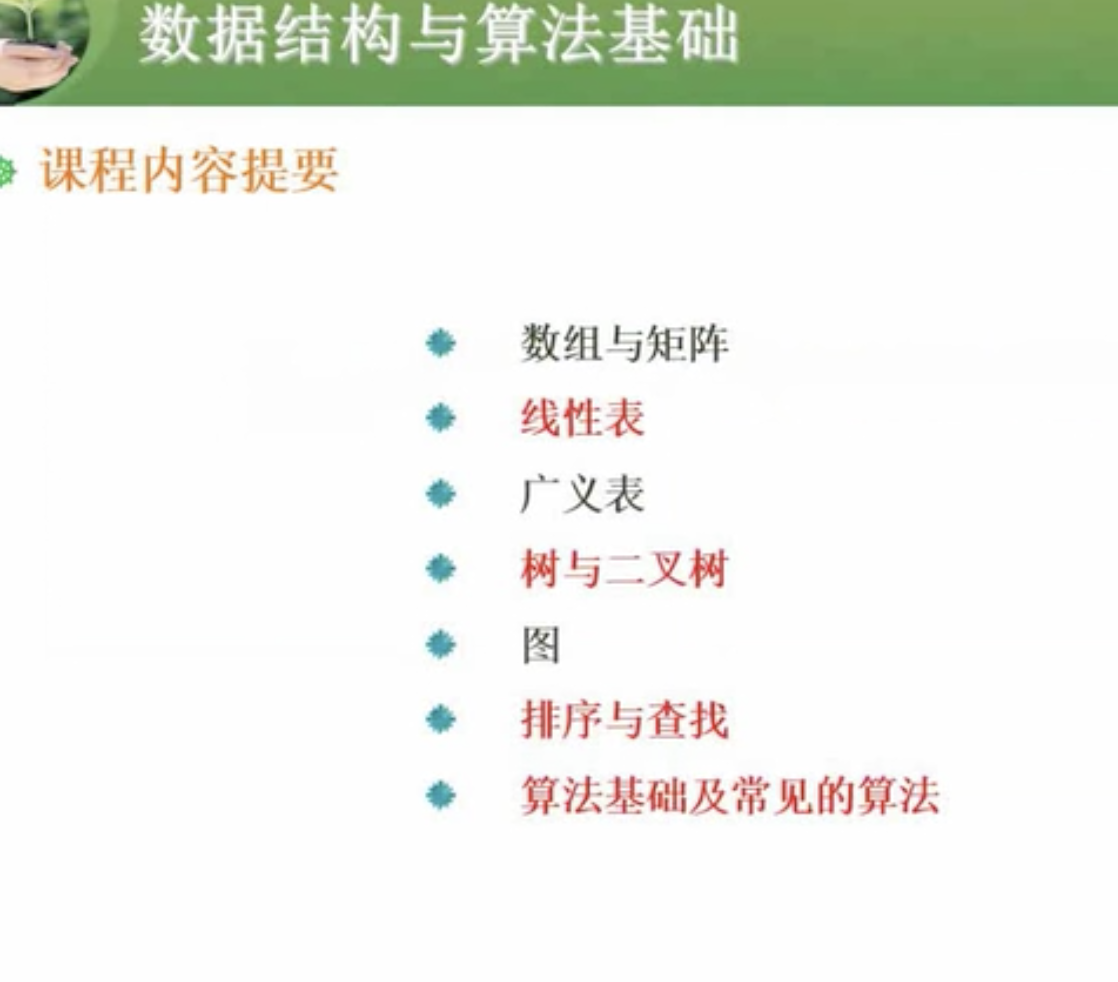 数据结构与算法基础
课程内容提要
数组与矩阵
线性表
广义表
树与二叉树
图
排序与查找
算法基础及常见的算法